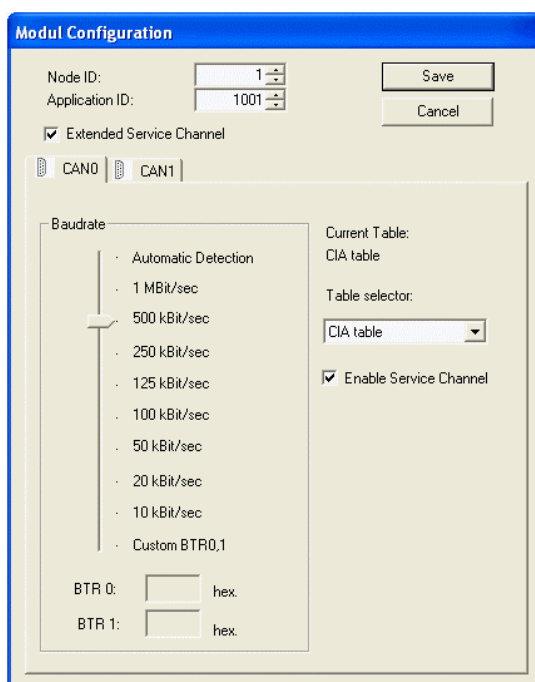 Modul Configuration
Node ID: 1
Save
Application ID: 1001
Cancel
Extended Service Channel
CAN0 CAN1
Baudrate
Automatic Detection
1 MBit/sec
500 kBit/sec
250 kBit/sec
125 kBit/sec
100 kBit/sec
50 kBit/sec
20 kBit/sec
10 kBit/sec
Custom BTR0,1
BTR 0: hex.
BTR 1: hex.
Current Table:
CIA table
Table selector:
CIA table
Enable Service Channel